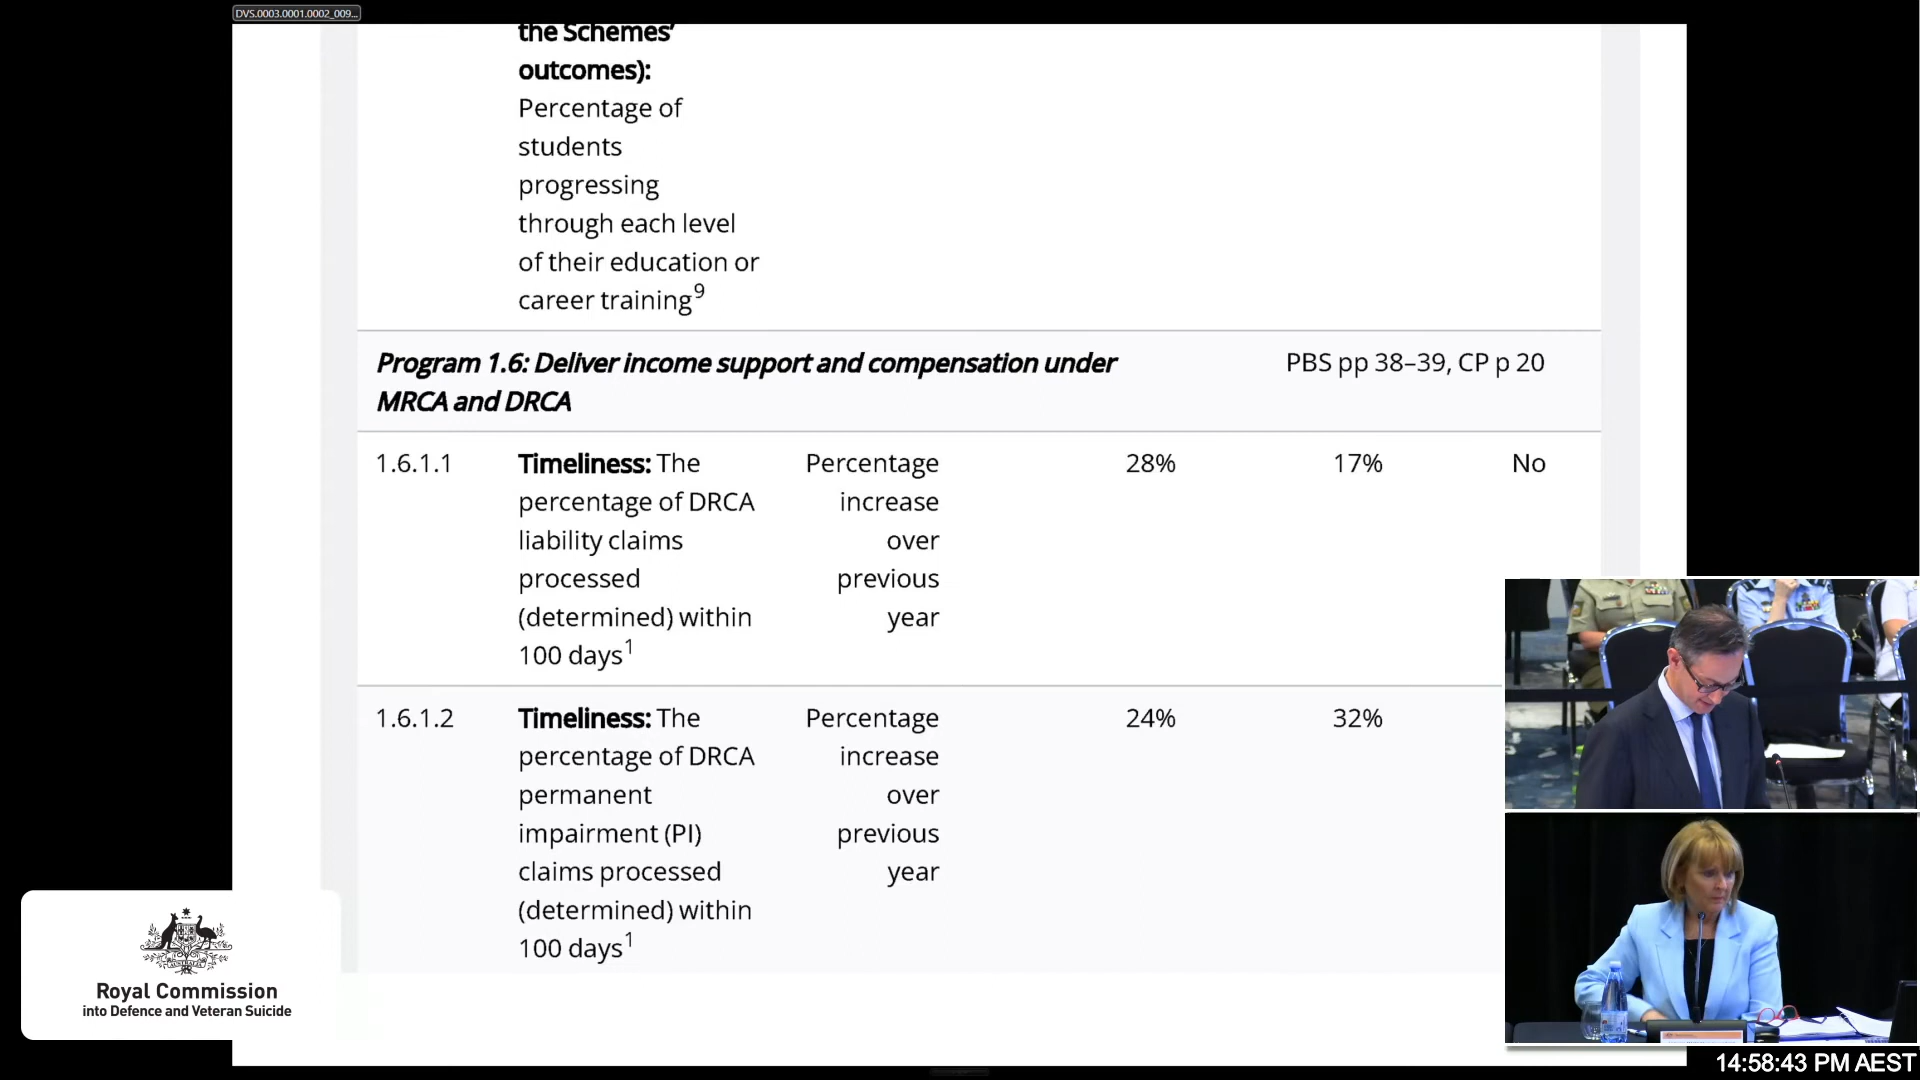 DVS.0003.0001.0002_009...
the Schemes'
outcomes):
Percentage of
students
progressing
through each level
of their education or
career training9
Program 1.6: Deliver income support and compensation under
MRCA and DRCA
PBS pp 38–39, CP p 20
1.6.1.1
Timeliness: The
percentage of DRCA
liability claims
processed
(determined) within
100 days1
Percentage
increase
over
previous
year
28%
17%
No
1.6.1.2
Timeliness: The
percentage of DRCA
permanent
impairment (PI)
claims processed
(determined) within
100 days1
Percentage
increase
over
previous
year
24%
32%
AUSTRALIA
Royal Commission
into Defence and Veteran Suicide
14:58:43 PM AEST